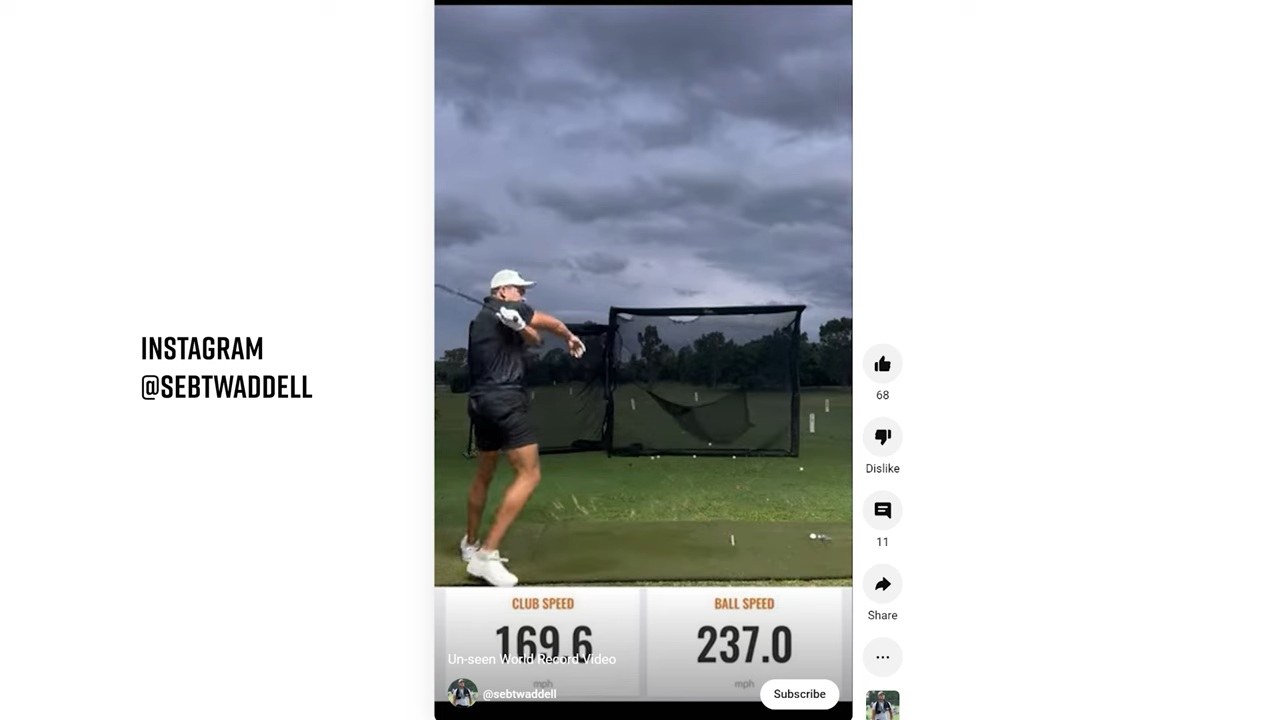 INSTAGRAM
@SEBTWADDELL
68
Dislike
11
Share
CLUB SPEED
169.6
mph
BALL SPEED
237.0
mph
Un-seen World Record Video
@sebtwaddell
Subscribe